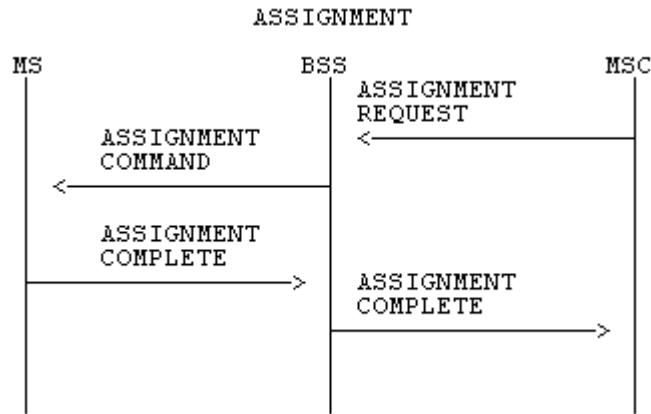 ASSIGNMENT
MS BSS MSC
ASSIGNMENT
REQUEST
ASSIGNMENT
COMMAND
ASSIGNMENT
COMPLETE
ASSIGNMENT
COMPLETE